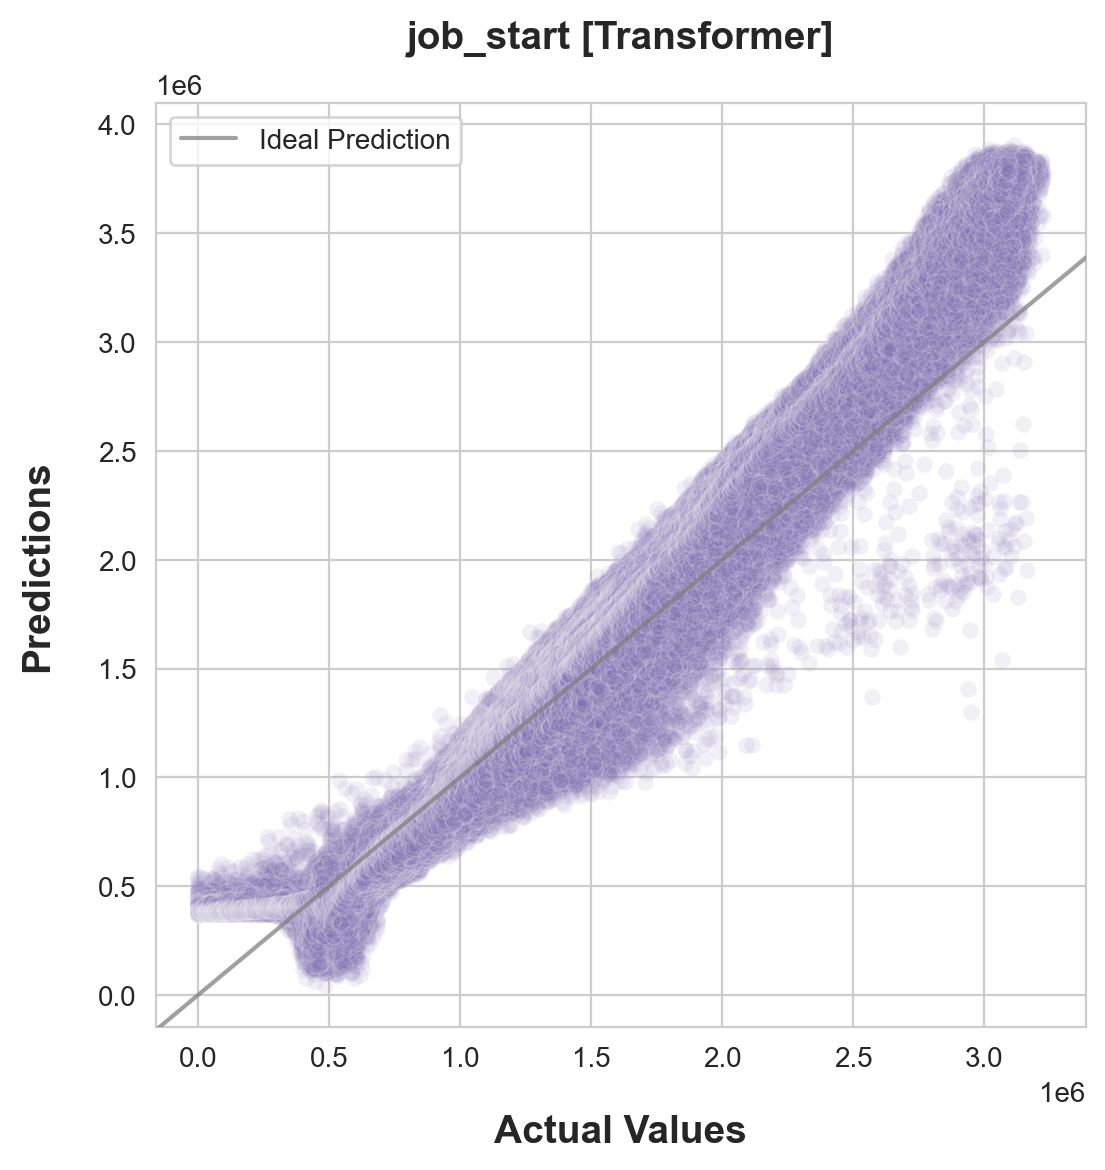 job_start [Transformer]
1e6
Ideal Prediction
4.0
3.5
3.0
2.5
2.0
1.5
1.0
0.5
0.0
Predictions
0.0 0.5 1.0 1.5 2.0 2.5 3.0
1e6
Actual Values